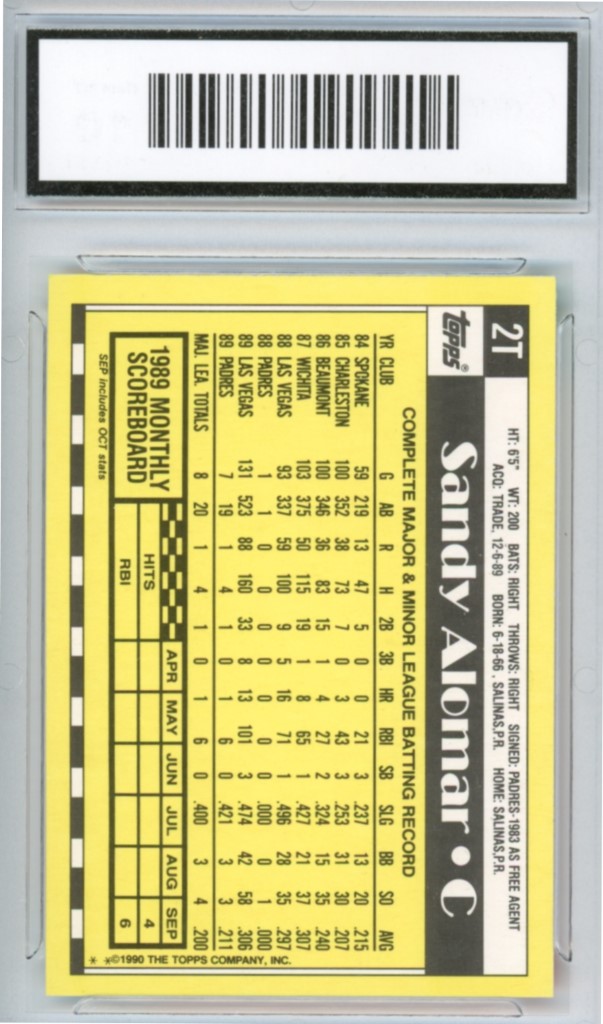 2T
HT: 6'5" WT: 200 BATS: RIGHT THROWS: RIGHT SIGNED: PADRES-1983 AS FREE AGENT
ACQ: TRADE, 12-6-89 BORN: 6-18-66, SALINAS,P.R. HOME: SALINAS,P.R.
topps®
Sandy Alomar • C
COMPLETE MAJOR & MINOR LEAGUE BATTING RECORD
YR CLUB G AB R H 2B 3B HR RBI SB SLG BB SO AVG
84 SPOKANE 59 219 13 47 5 0 0 21 3 .237 13 20 .215
85 CHARLESTON 100 352 38 73 7 0 3 43 3 .253 31 30 .207
86 BEAUMONT 100 346 36 83 15 1 4 27 2 .324 15 35 .240
87 WICHITA 103 375 50 115 19 1 8 65 1 .427 21 37 .307
88 LAS VEGAS 93 337 59 100 9 5 16 71 1 .496 28 35 .297
88 PADRES 1 1 0 0 0 0 0 0 0 .000 0 1 .000
89 LAS VEGAS 131 523 88 160 33 8 13 101 3 .474 42 58 .306
89 PADRES 7 19 1 4 1 0 1 6 0 .421 3 3 .211
MAJ. LEA. TOTALS 8 20 1 4 1 0 1 6 0 .400 3 4 .200
1989 MONTHLY
SCOREBOARD
APR MAY JUN JUL AUG SEP
HITS 4
RBI 6
SEP includes OCT stats
* *©1990 THE TOPPS COMPANY, INC.